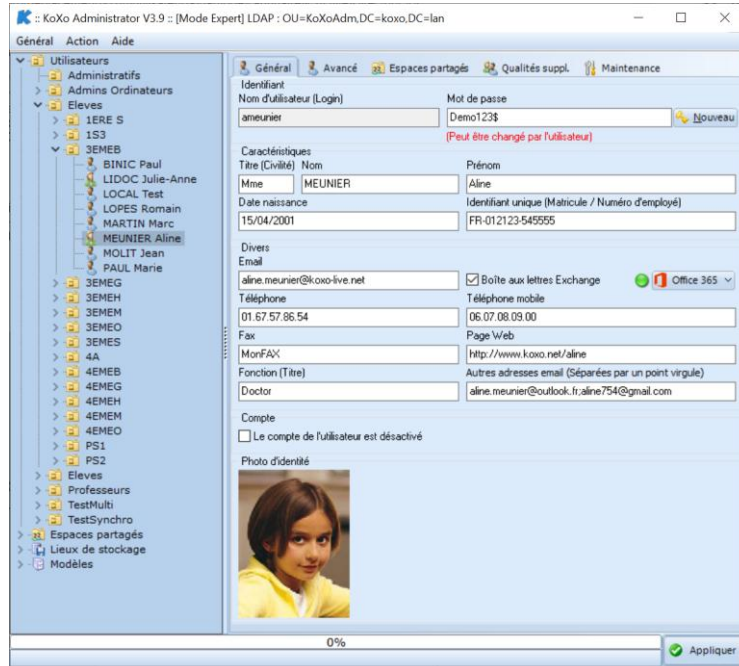 :: KoXo Administrator V3.9 :: [Mode Expert] LDAP : OU=KoXoAdm,DC=koxo,DC=lan
Général Action Aide
Utilisateurs
Administratifs
Admins Ordinateurs
Eleves
1ERE S
1S3
3EMEB
BINIC Paul
LIDOC Julie-Anne
LOCAL Test
LOPES Romain
MARTIN Marc
MEUNIER Aline
MOLIT Jean
PAUL Marie
3EMEG
3EMEH
3EMEM
3EMEO
3EMES
4A
4EMEB
4EMEG
4EMEH
4EMEM
4EMEO
PS1
PS2
Eleves
Professeurs
TestMulti
TestSynchro
Espaces partagés
Lieux de stockage
Modèles
Général Avancé Espaces partagés Qualités suppl. Maintenance
Identifiant
Nom d'utilisateur (Login) Mot de passe
ameunier Demo123$ Nouveau
(Peut être changé par l'utilisateur)
Caractéristiques
Titre (Civilité) Nom Prénom
Mme MEUNIER Aline
Date naissance Identifiant unique (Matricule / Numéro d'employé)
15/04/2001 FR-012123-545555
Divers
Email
aline.meunier@koxo-live.net Boîte aux lettres Exchange Office 365
Téléphone Téléphone mobile
01.67.57.86.54 06.07.08.09.00
Fax Page Web
MonFAX http://www.koxo.net/aline
Fonction (Titre) Autres adresses email (Séparées par un point virgule)
Doctor aline.meunier@outlook.fr;aline754@gmail.com
Compte
Le compte de l'utilisateur est désactivé
Photo d'identité
0%
Appliquer